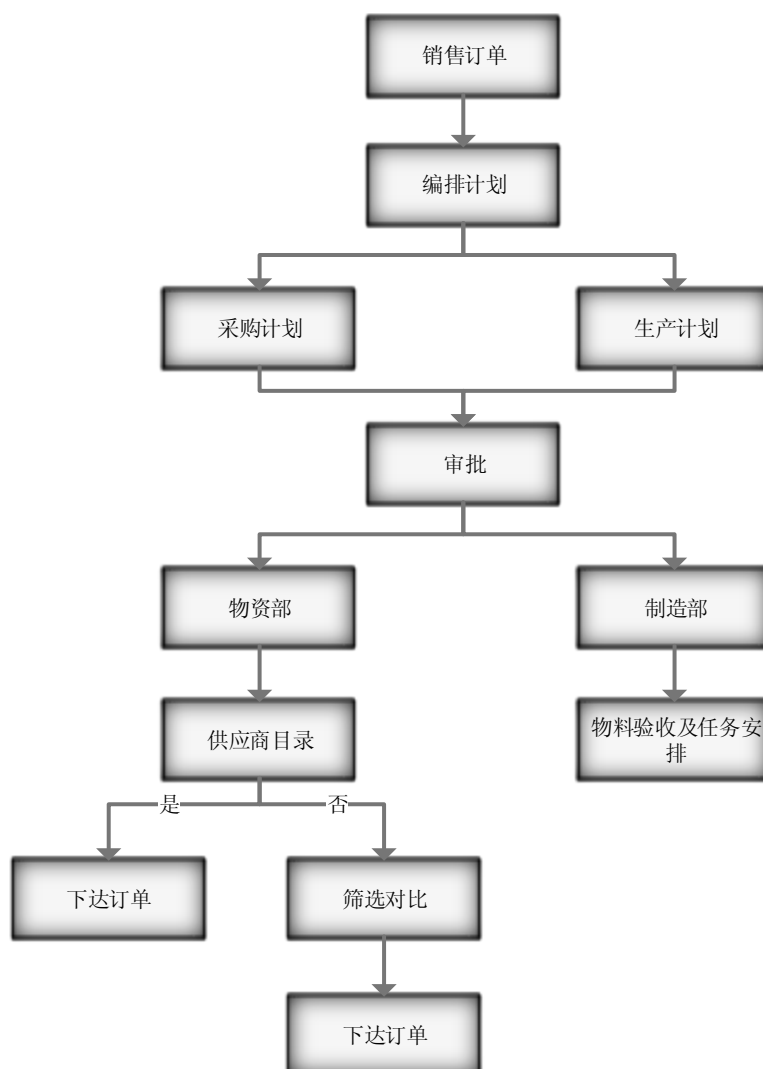 销售订单
编排计划
采购计划
生产计划
审批
物资部
制造部
供应商目录
物料验收及任务安
排
是
否
下达订单
筛选对比
下达订单